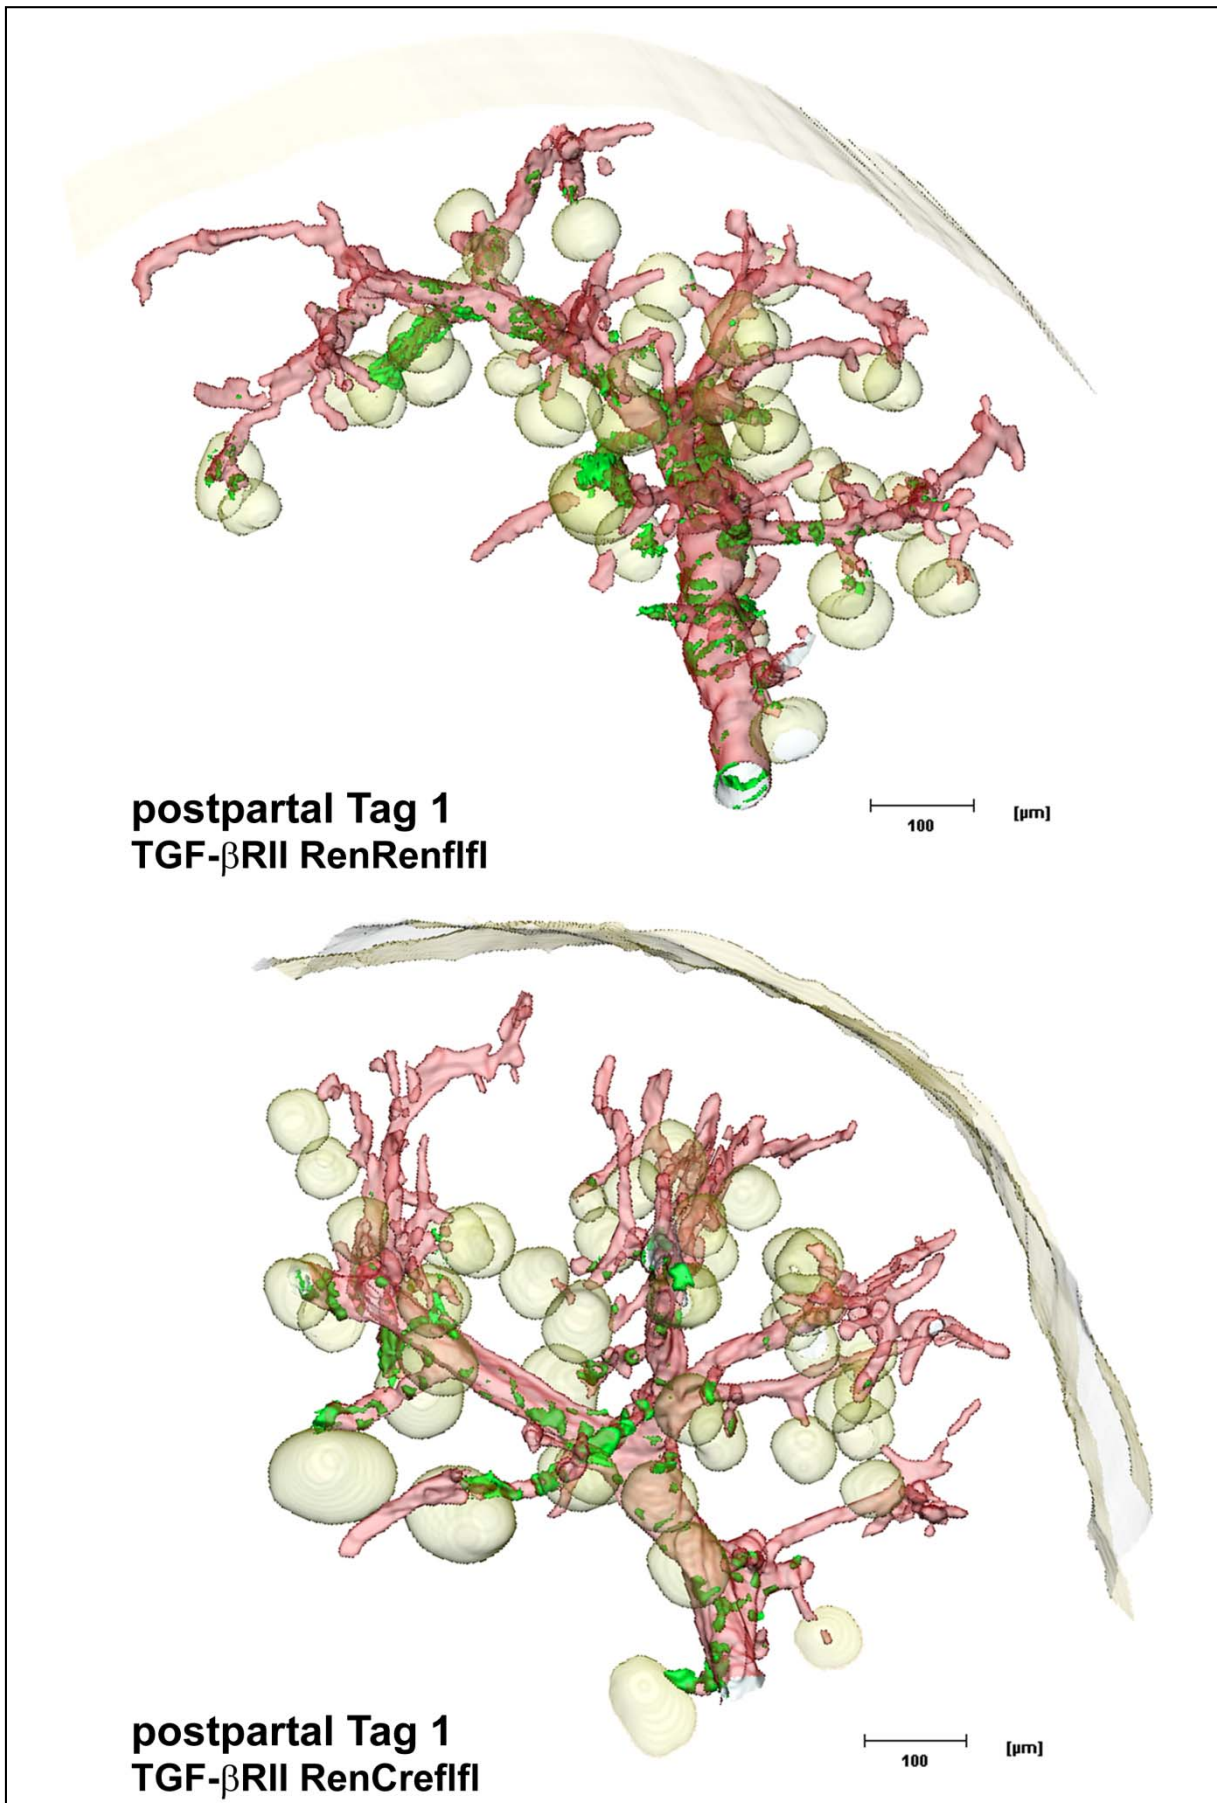 100 [µm]
postpartal Tag 1
TGF-βRII RenRenflfl
100 [µm]
postpartal Tag 1
TGF-βRII RenCreflfl